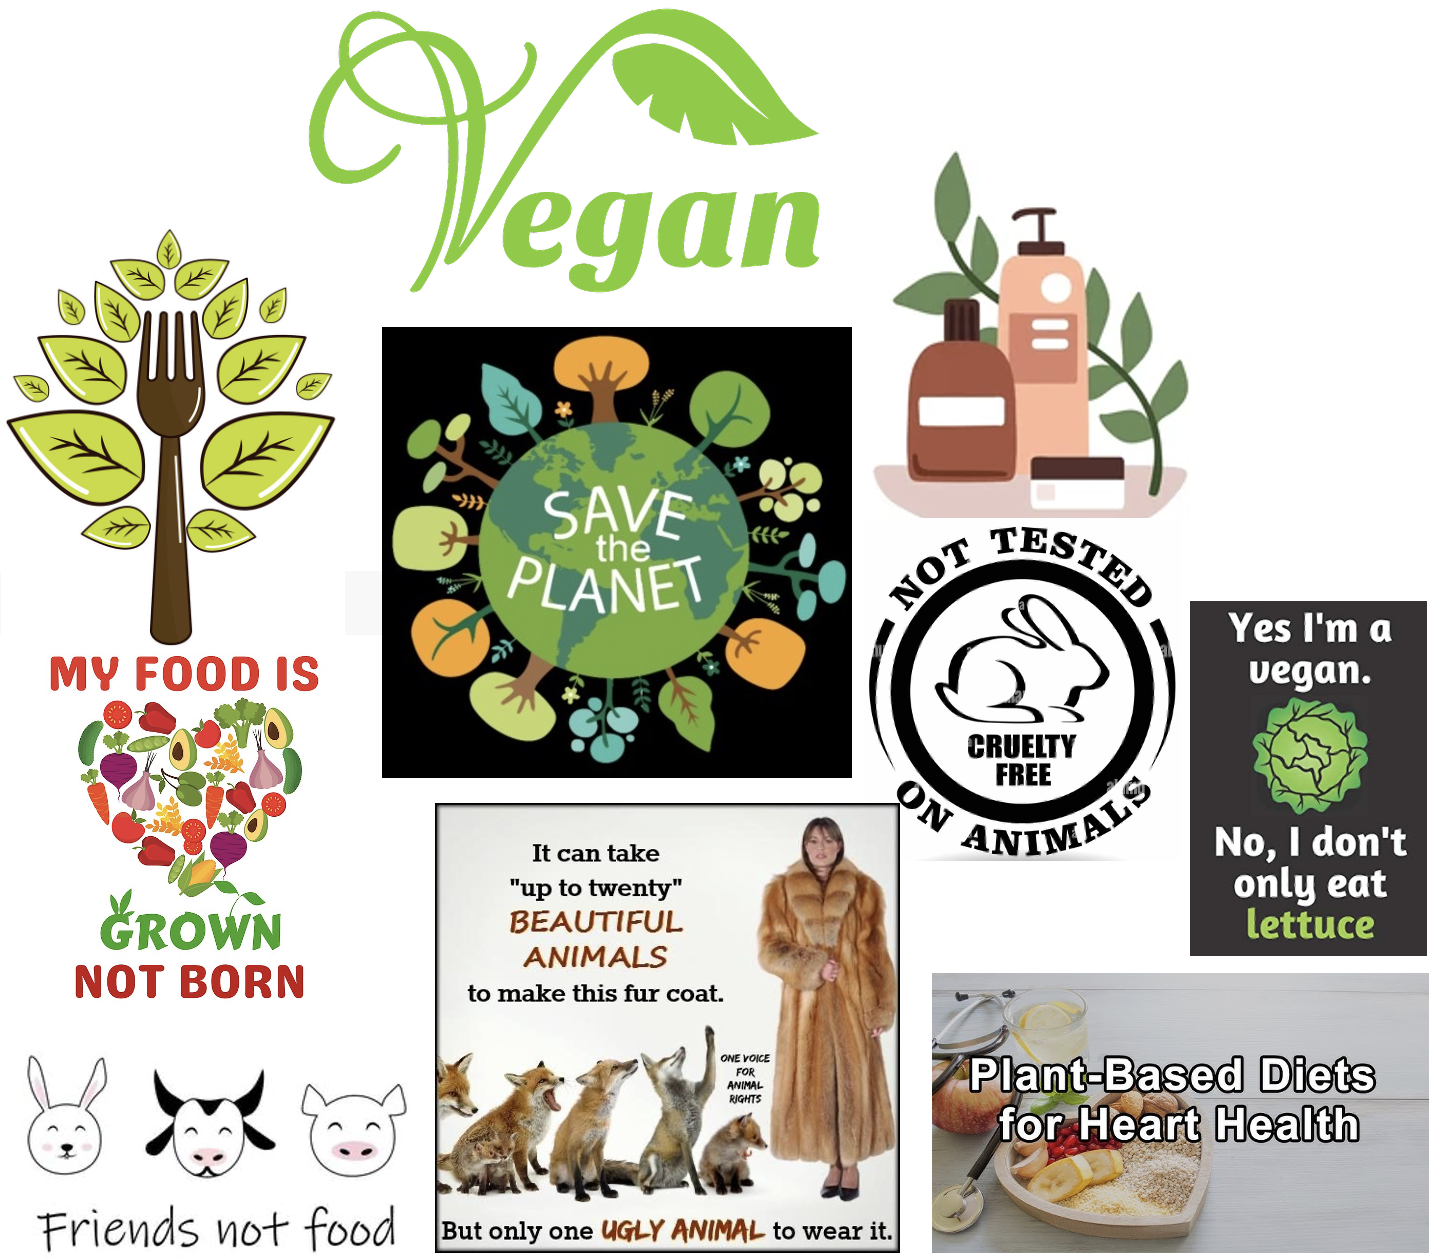 Vegan
MY FOOD IS
GROWN
NOT BORN
Friends not food
SAVE
the
PLANET
It can take
"up to twenty"
BEAUTIFUL
ANIMALS
to make this fur coat.
ONE VOICE
FOR
ANIMAL
RIGHTS
But only one UGLY ANIMAL to wear it.
NOT TESTED
CRUELTY
FREE
ON ANIMALS
Yes I'm a
vegan.
No, I don't
only eat
lettuce
Plant-Based Diets
for Heart Health